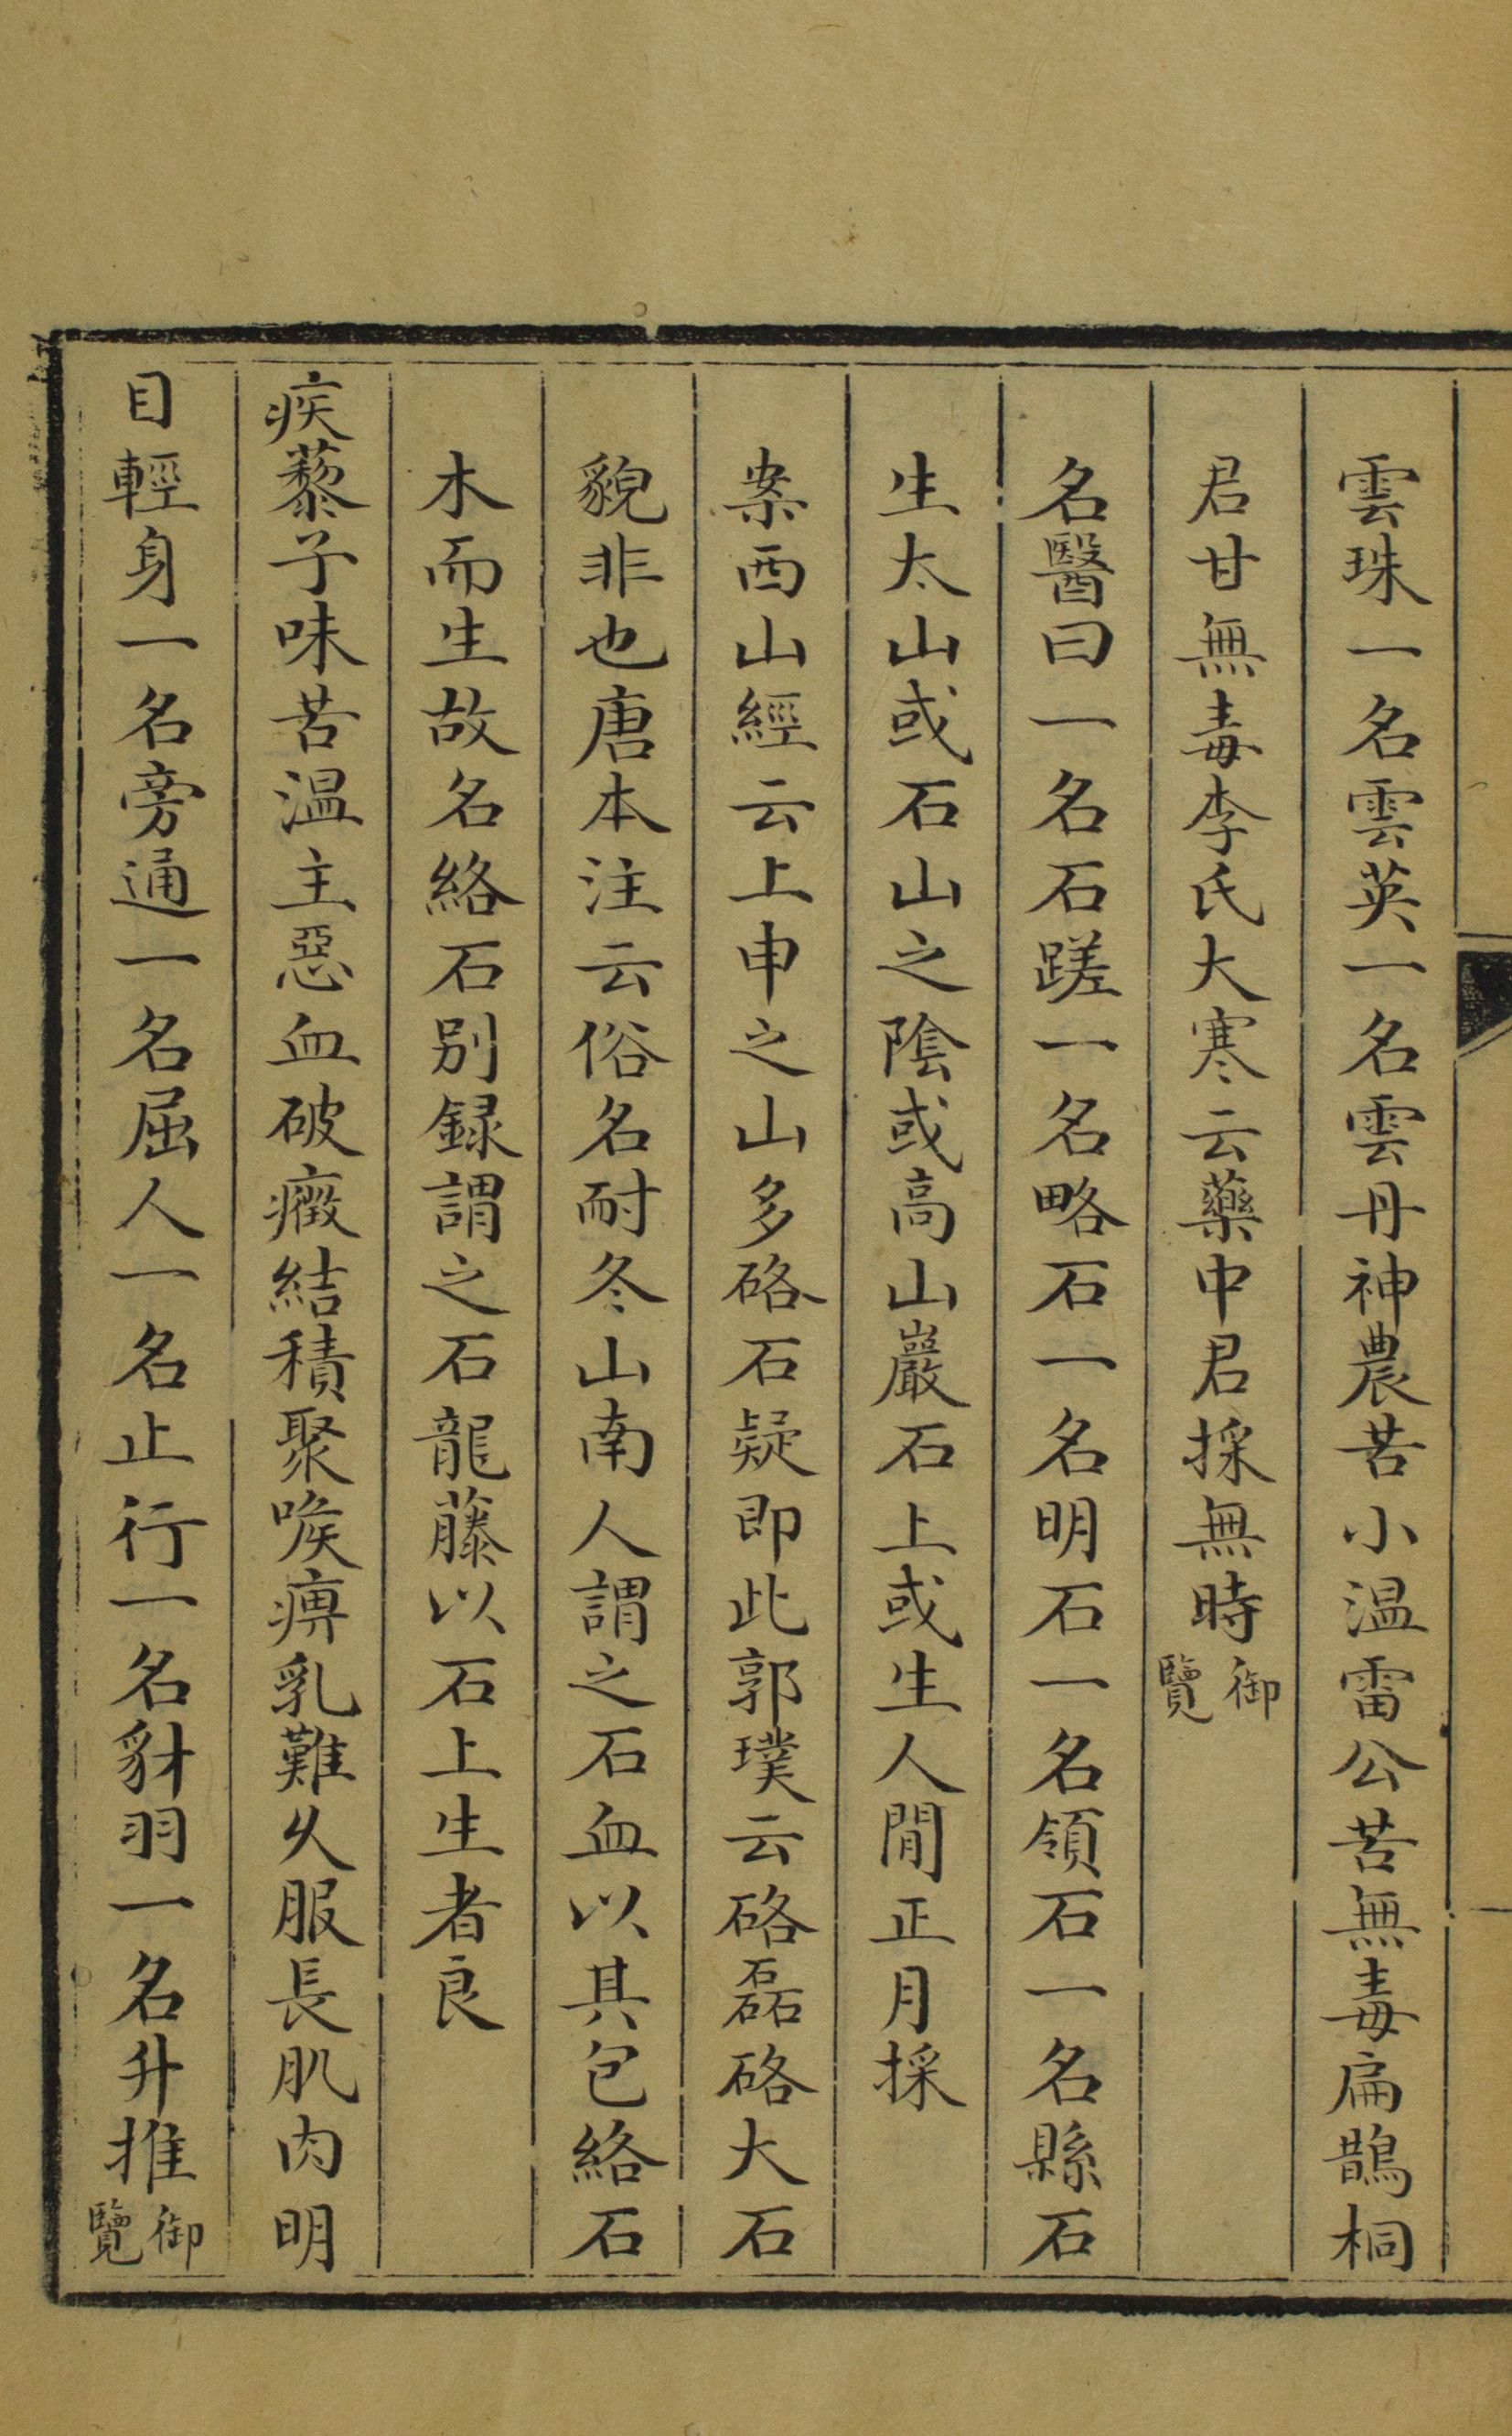 雲珠一名雲英一名雲丹神農苦小温雷公苦無毒扁鵲桐
君甘無毒李氏大寒云藥中君採無時御覽
名醫曰一名石蹉一名略石一名明石一名領石一名縣石
生太山或石山之陰或高山巖石上或生人閒正月採
案西山經云上申之山多硌石疑即此郭璞云硌磊硌大石
貌非也唐本注云俗名耐冬山南人謂之石血以其包絡石
木而生故名絡石別録謂之石龍藤以石上生者良
疾藜子味苦温主惡血破癥結積聚喉痹乳難久服長肌肉明
目輕身一名旁通一名屈人一名止行一名豺羽一名升推御覽